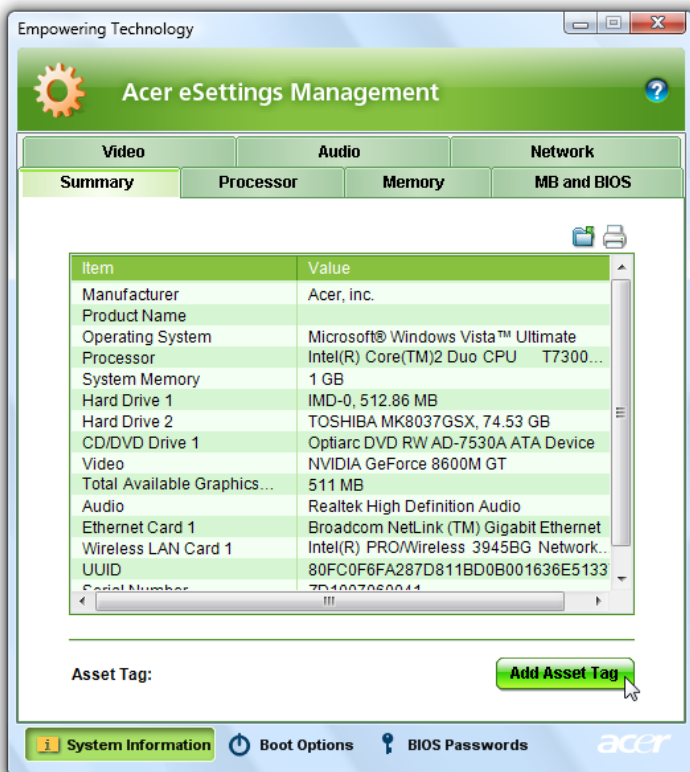 Empowering Technology
Acer eSettings Management
Video Audio Network
Summary Processor Memory MB and BIOS
Item Value
Manufacturer Acer, inc.
Product Name
Operating System Microsoft® Windows Vista™ Ultimate
Processor Intel(R) Core(TM)2 Duo CPU T7300...
System Memory 1 GB
Hard Drive 1 IMD-0, 512.86 MB
Hard Drive 2 TOSHIBA MK8037GSX, 74.53 GB
CD/DVD Drive 1 Optiarc DVD RW AD-7530A ATA Device
Video NVIDIA GeForce 8600M GT
Total Available Graphics... 511 MB
Audio Realtek High Definition Audio
Ethernet Card 1 Broadcom NetLink (TM) Gigabit Ethernet
Wireless LAN Card 1 Intel(R) PRO/Wireless 3945BG Network..
UUID 80FC0F6FA287D811BD0B001636E5133
Serial Number 7D1007060041
Asset Tag: Add Asset Tag
System Information Boot Options BIOS Passwords acer